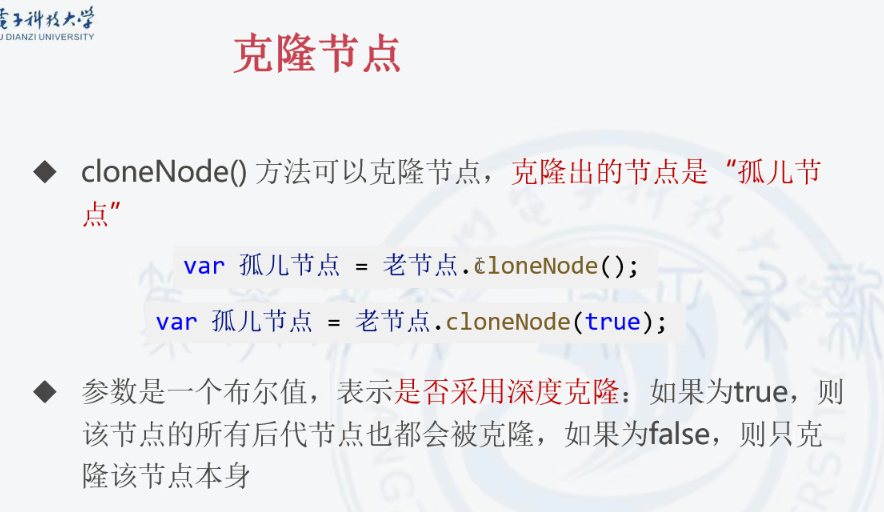 電子科技大学
U DIANZI UNIVERSITY
克隆节点
◆ cloneNode() 方法可以克隆节点，克隆出的节点是“孤儿节
点”
var 孤儿节点 = 老节点.cloneNode();
var 孤儿节点 = 老节点.cloneNode(true);
◆ 参数是一个布尔值，表示是否采用深度克隆：如果为true，则
该节点的所有后代节点也都会被克隆，如果为false，则只克
隆该节点本身